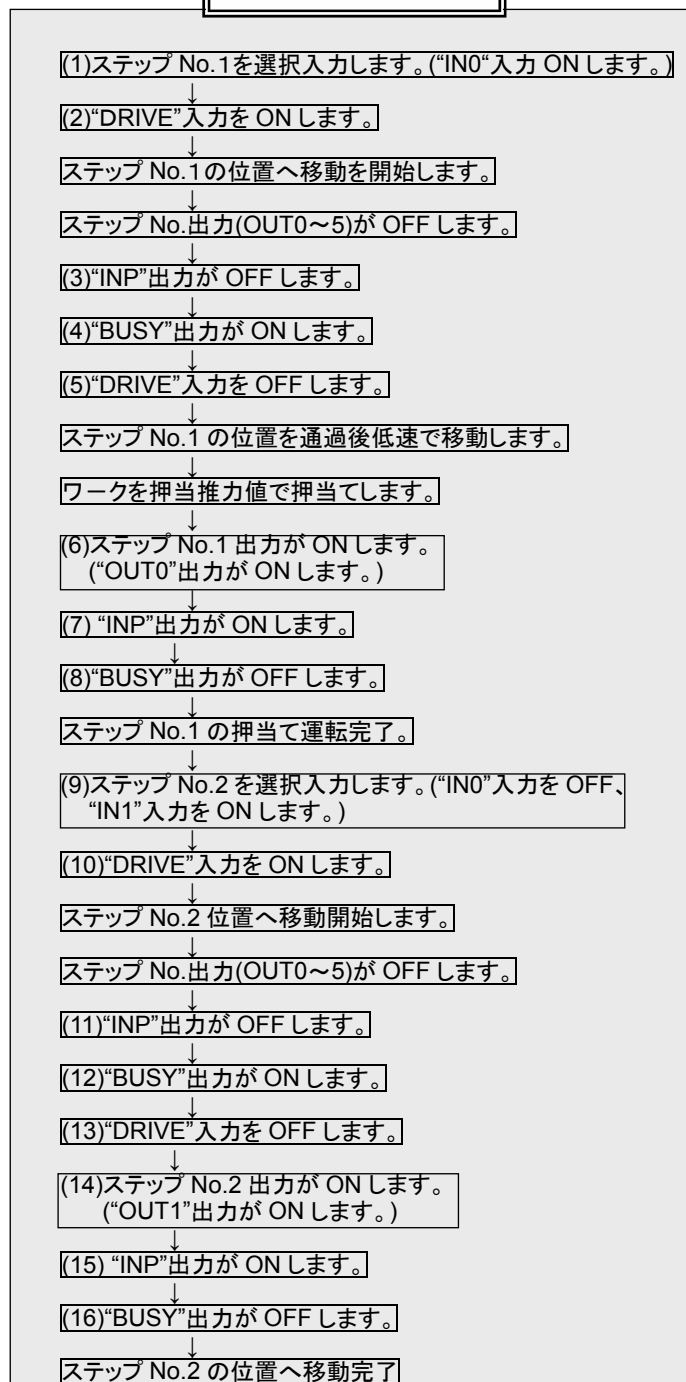 (1)ステップ No.1を選択入力します。(“IN0“入力 ON します。)
↓
(2)“DRIVE”入力を ON します。
↓
ステップ No.1の位置へ移動を開始します。
↓
ステップ No.出力(OUT0～5)が OFF します。
↓
(3)“INP”出力が OFF します。
↓
(4)“BUSY”出力が ON します。
↓
(5)“DRIVE”入力を OFF します。
↓
ステップ No.1 の位置を通過後低速で移動します。
↓
ワークを押当推力値で押当てします。
↓
(6)ステップ No.1 出力が ON します。
(“OUT0”出力が ON します。)
↓
(7) “INP”出力が ON します。
↓
(8)“BUSY”出力が OFF します。
↓
ステップ No.1 の押当て運転完了。
↓
(9)ステップ No.2 を選択入力します。(“IN0”入力を OFF、
“IN1”入力を ON します。)
↓
(10)“DRIVE”入力を ON します。
↓
ステップ No.2 位置へ移動開始します。
↓
ステップ No.出力(OUT0～5)が OFF します。
↓
(11)“INP”出力が OFF します。
↓
(12)“BUSY”出力が ON します。
↓
(13)“DRIVE”入力を OFF します。
↓
(14)ステップ No.2 出力が ON します。
(“OUT1”出力が ON します。)
↓
(15) “INP”出力が ON します。
↓
(16)“BUSY”出力が OFF します。
↓
ステップ No.2 の位置へ移動完了